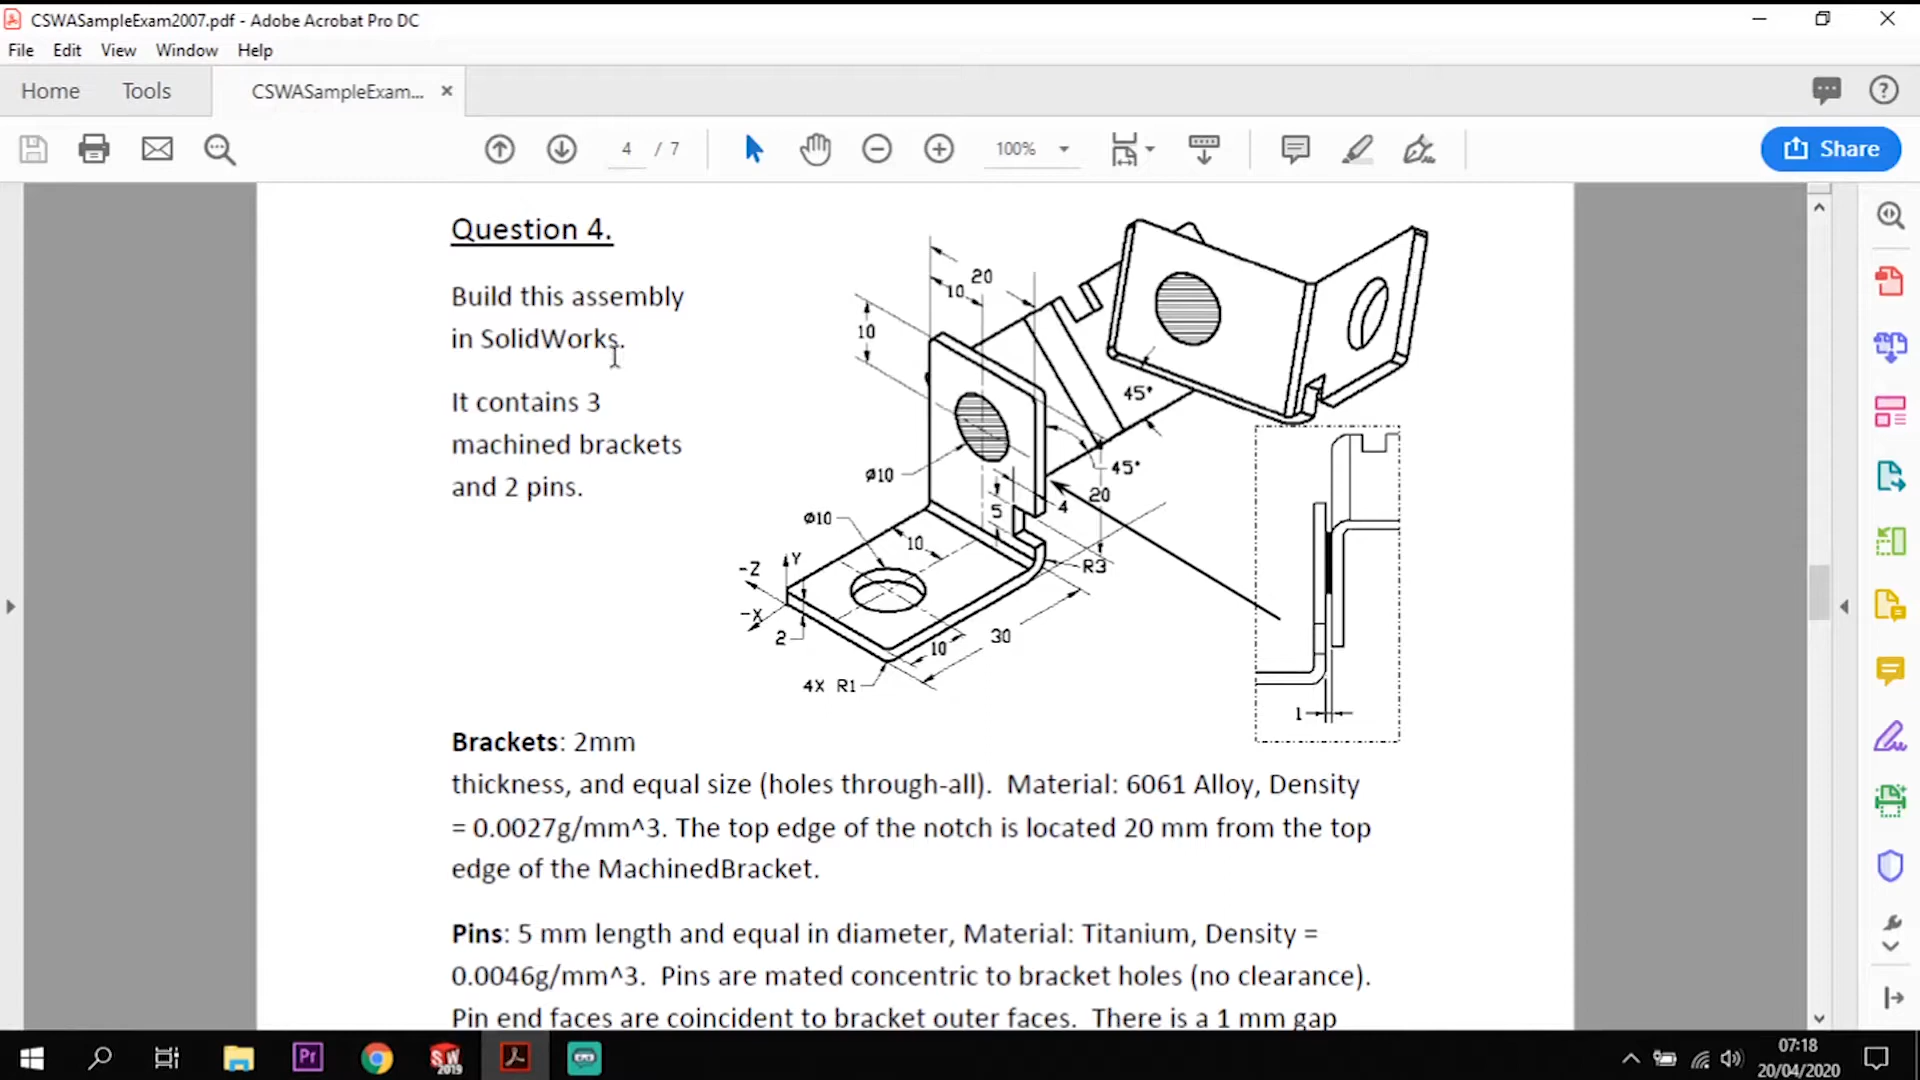 CSWASampleExam2007.pdf - Adobe Acrobat Pro DC
File Edit View Window Help
Home Tools CSWASampleExam... ×
4 / 7 100% Share
Question 4.
Build this assembly
in SolidWorks.
It contains 3
machined brackets
and 2 pins.
20
10
10
45°
45°
ø10
20
4
5
ø10
10
R3
-Z
Y
-X
2
30
10
4X R1
1
Brackets: 2mm
thickness, and equal size (holes through-all). Material: 6061 Alloy, Density
= 0.0027g/mm^3. The top edge of the notch is located 20 mm from the top
edge of the MachinedBracket.
Pins: 5 mm length and equal in diameter, Material: Titanium, Density =
0.0046g/mm^3. Pins are mated concentric to bracket holes (no clearance).
Pin end faces are coincident to bracket outer faces. There is a 1 mm gap
Pr
SW
2019
07:18
20/04/2020